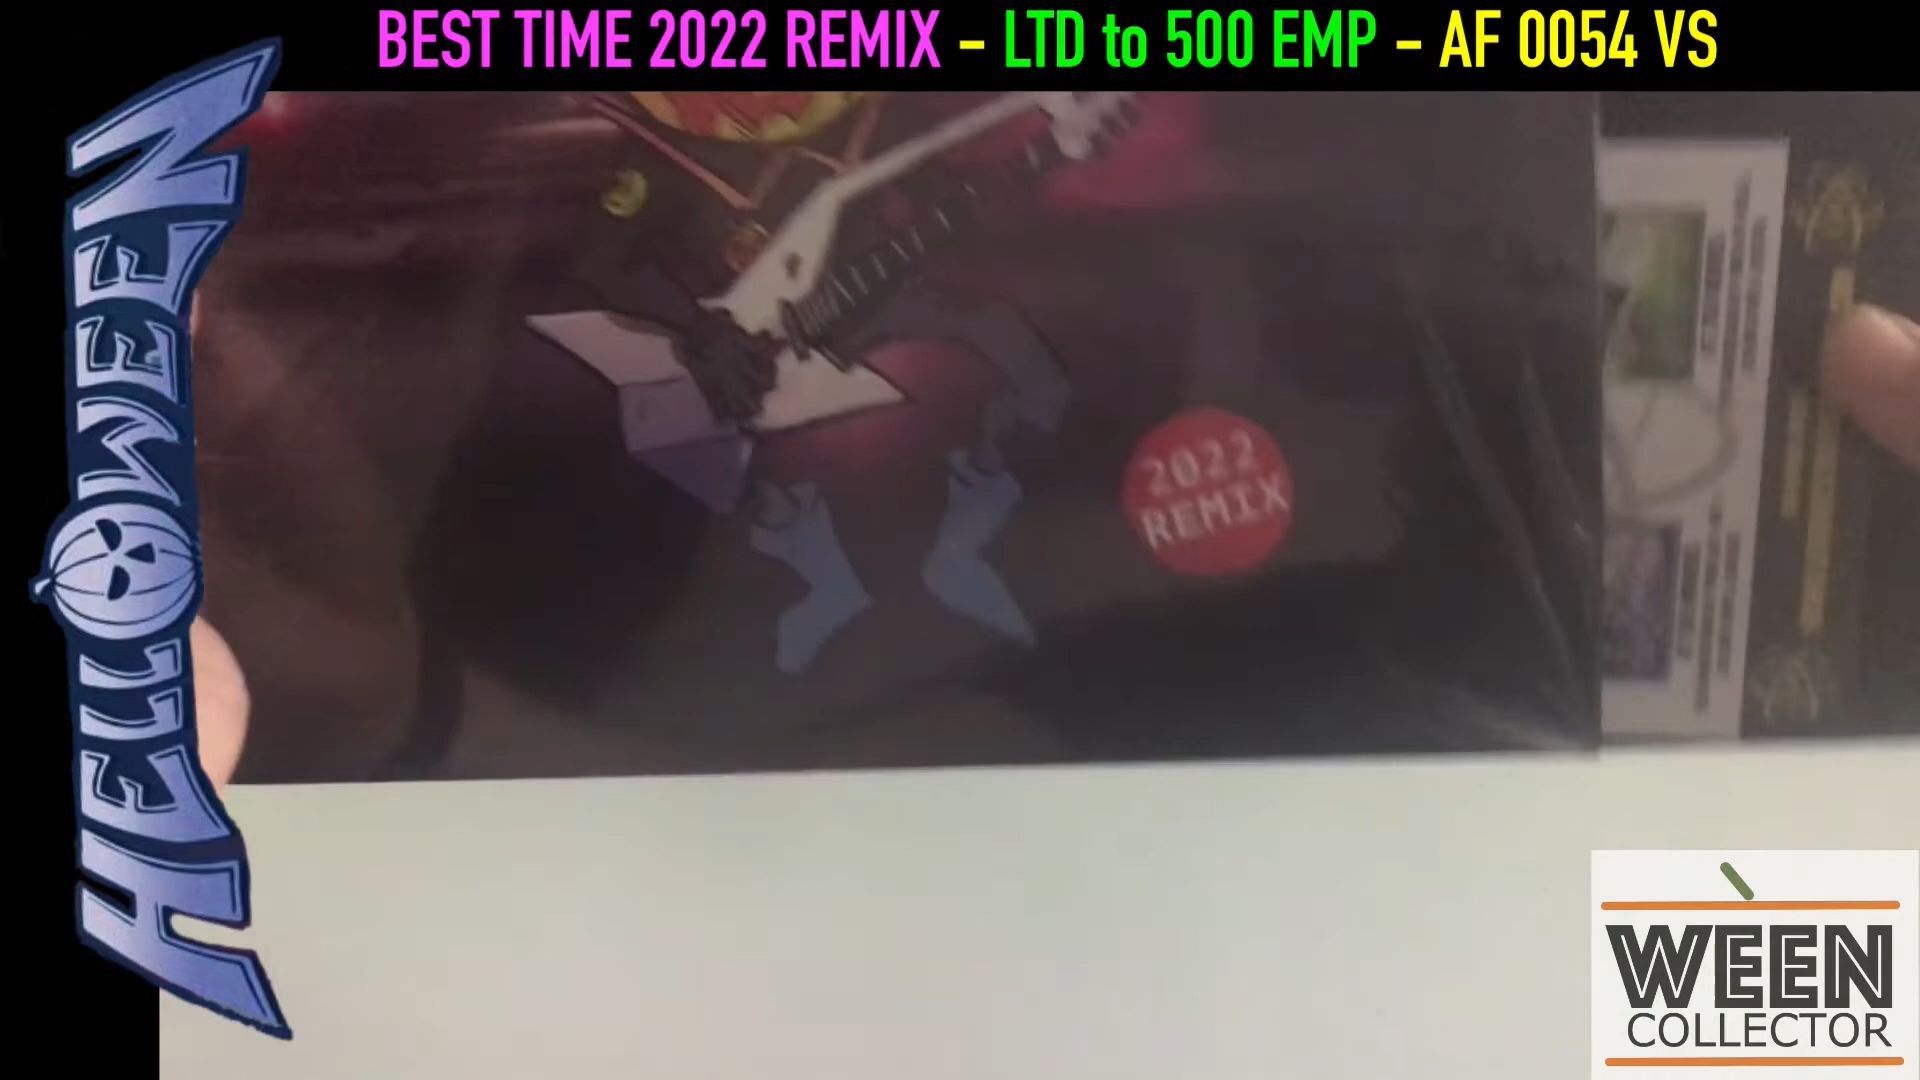 BEST TIME 2022 REMIX - LTD to 500 EMP - AF 0054 VS
HELLOWEEN
2022
REMIX
WEEN
COLLECTOR